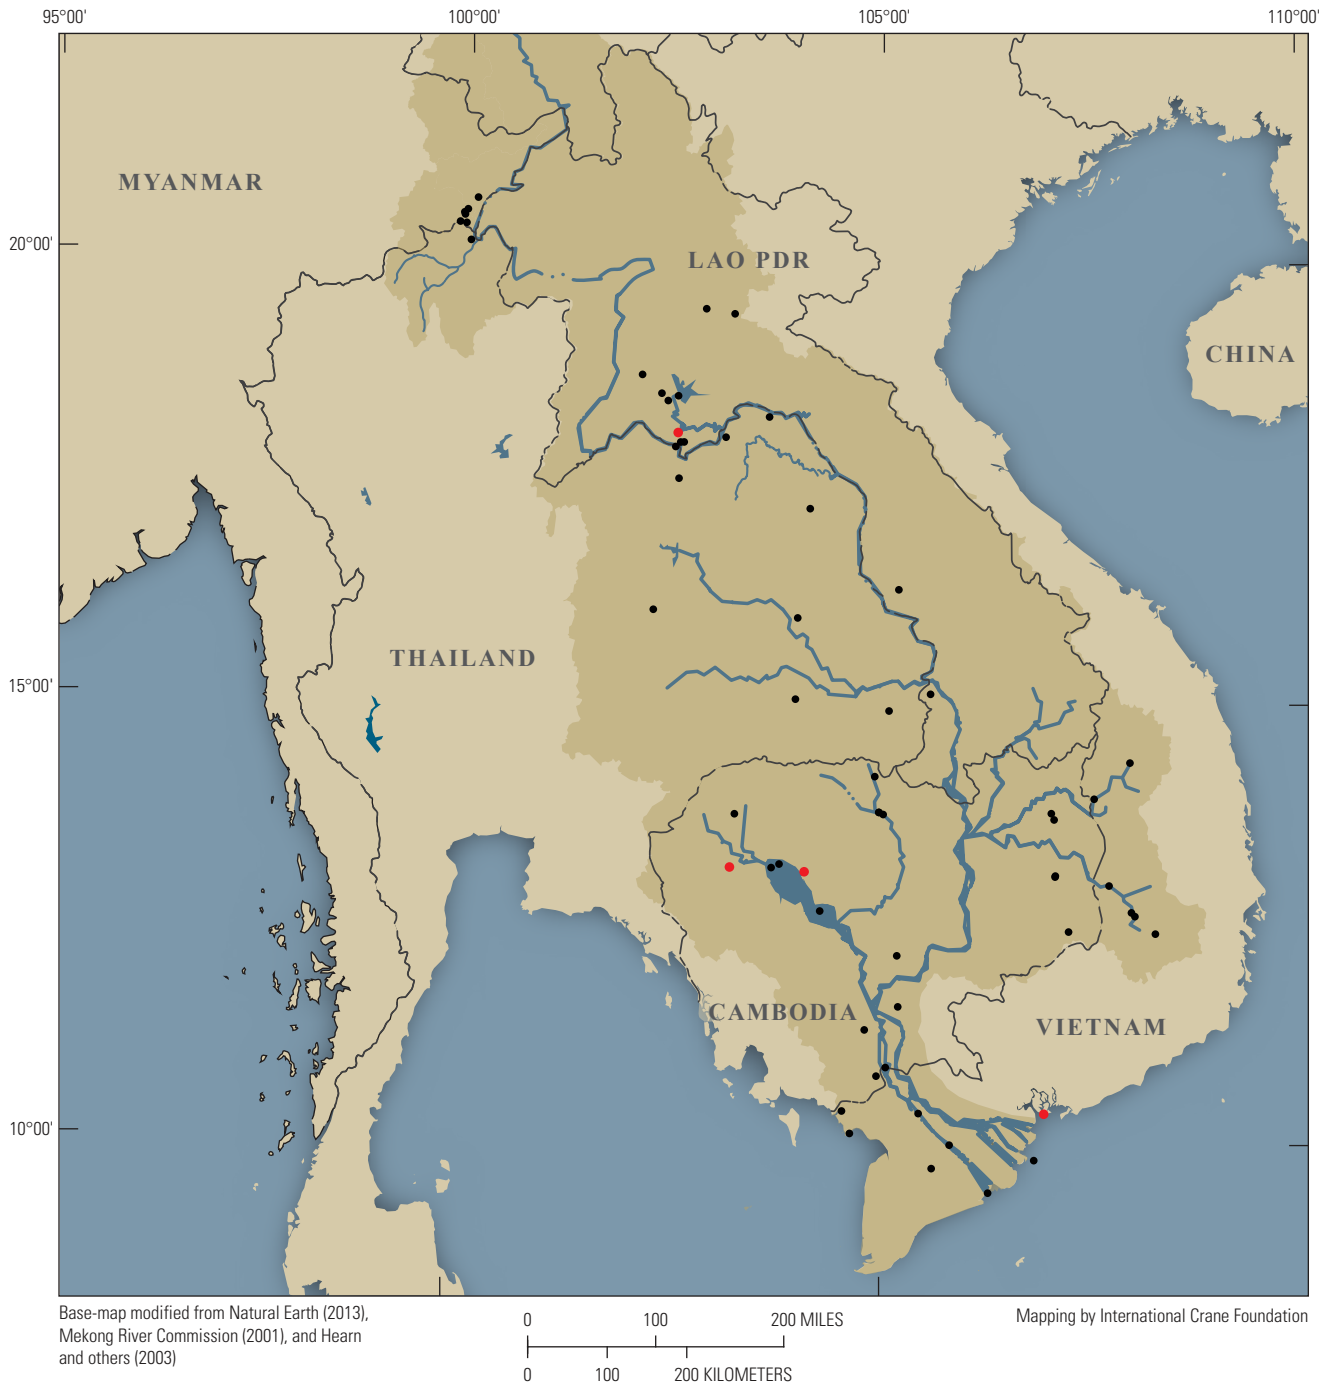 95°00'
100°00'
105°00'
110°00'
MYANMAR
20°00'
LAO PDR
CHINA
THAILAND
15°00'
CAMBODIA
VIETNAM
10°00'
Base-map modified from Natural Earth (2013),
Mekong River Commission (2001), and Hearn
and others (2003)
0 100 200 MILES
0 100 200 KILOMETERS
Mapping by International Crane Foundation